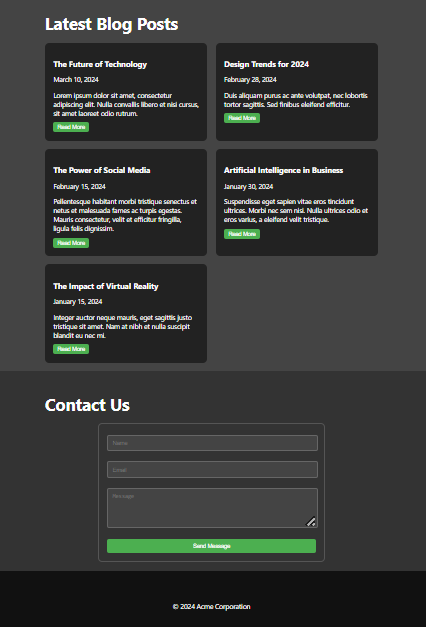 Latest Blog Posts
The Future of Technology
March 10, 2024
Lorem ipsum dolor sit amet, consectetur
adipiscing elit. Nulla convallis libero et nisl cursus,
sit amet laoreet odio rutrum.
Read More
Design Trends for 2024
February 28, 2024
Duis aliquam purus ac ante volutpat, nec lobortis
tortor sagittis. Sed finibus eleifend efficitur.
Read More
The Power of Social Media
February 15, 2024
Pellentesque habitant morbi tristique senectus et
netus et malesuada fames ac turpis egestas.
Mauris consectetur, velit et efficitur fringilla,
ligula felis dignissim.
Read More
Artificial Intelligence in Business
January 30, 2024
Suspendisse eget sapien vitae eros tincidunt
ultrices. Morbi nec sem nisi. Nulla ultrices odio et
eros varius, a eleifend velit tristique.
Read More
The Impact of Virtual Reality
January 15, 2024
Integer auctor neque mauris, eget sagittis justo
tristique sit amet. Nam at nibh et nulla suscipit
blandit eu nec mi.
Read More
Contact Us
Name
Email
Message
Send Message
© 2024 Acme Corporation